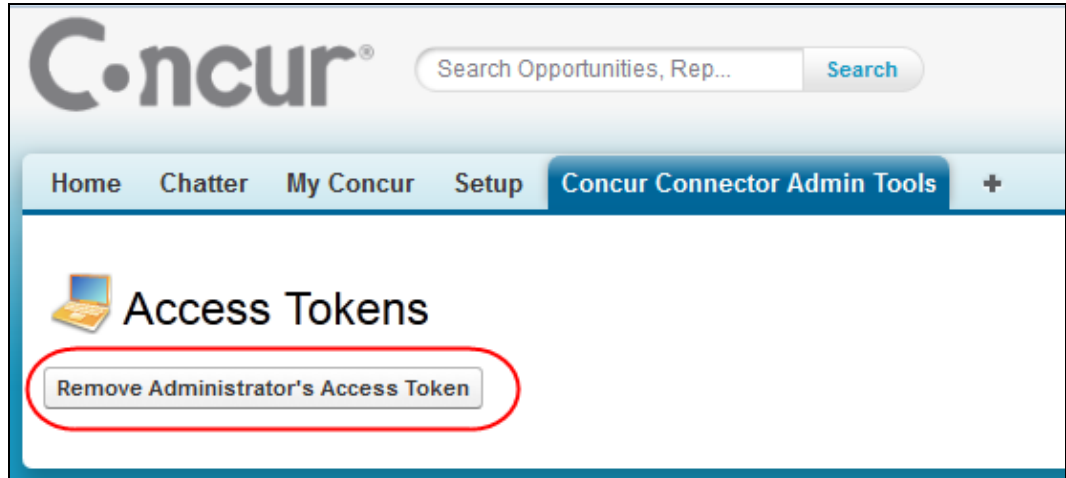 Concur®
Search Opportunities, Rep... Search
Home Chatter My Concur Setup Concur Connector Admin Tools +
Access Tokens
Remove Administrator's Access Token